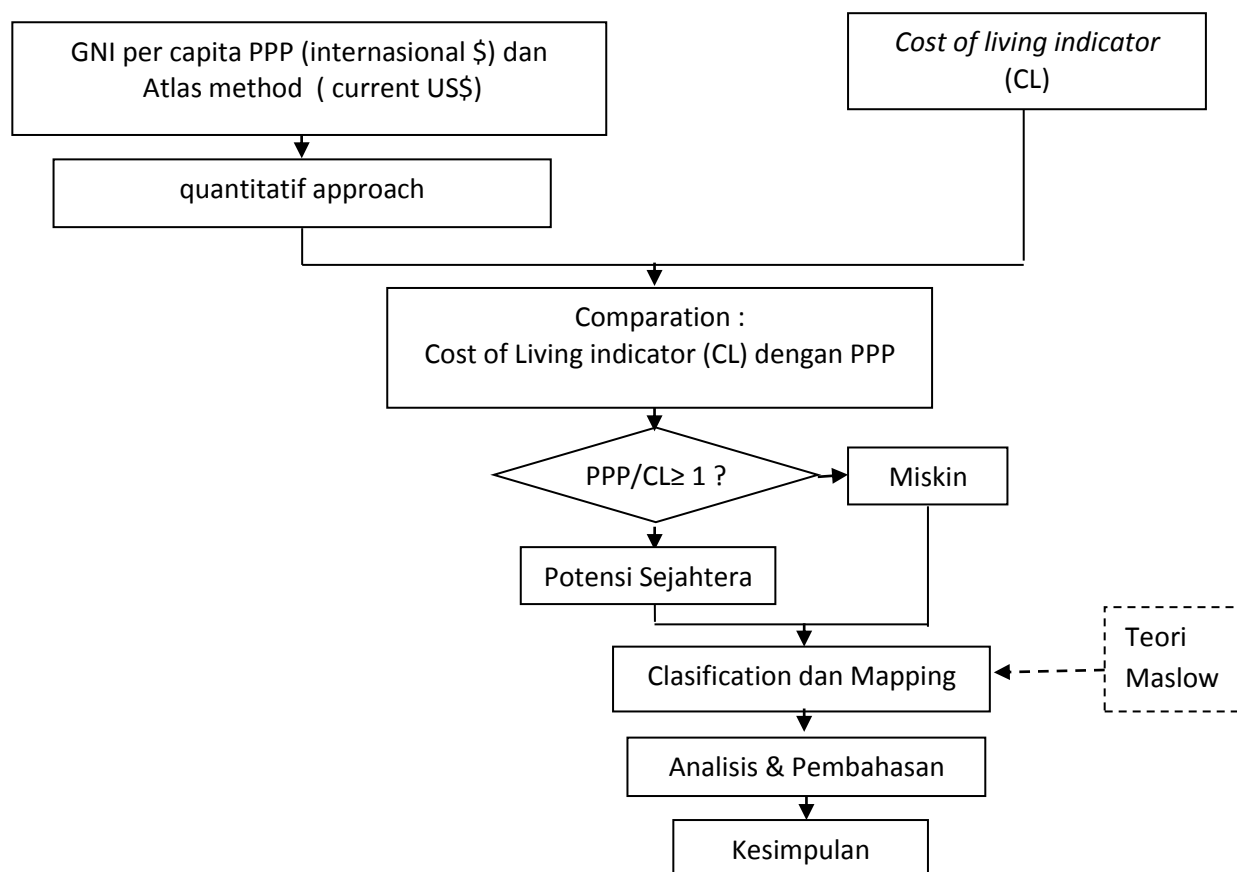 GNI per capita PPP (internasional $) dan
Atlas method ( current US$)
Cost of living indicator
(CL)
quantitatif approach
Comparation :
Cost of Living indicator (CL) dengan PPP
PPP/CL≥ 1 ?
Miskin
Potensi Sejahtera
Teori
Maslow
Clasification dan Mapping
Analisis & Pembahasan
Kesimpulan